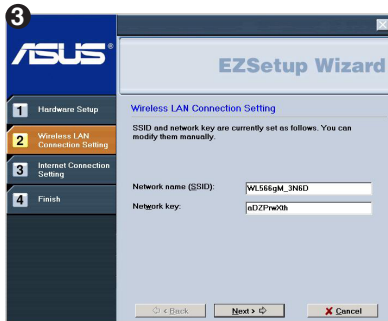 3
ASUS®
EZSetup Wizard
1 Hardware Setup
2 Wireless LAN
Connection Setting
3 Internet Connection
Setting
4 Finish
Wireless LAN Connection Setting
SSID and network key are currently set as follows. You can
modify them manually.
Network name (SSID): WL566gM_3N6D
Network key: aDZPrwXth
< Back Next > Cancel